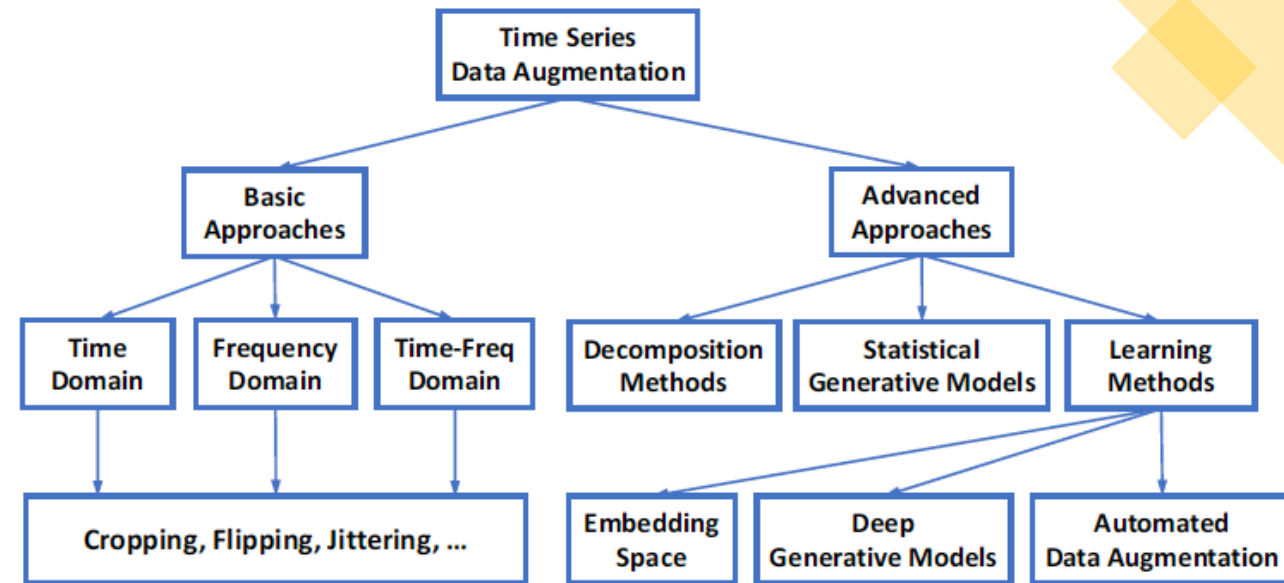 Time Series
Data Augmentation
Basic
Approaches
Advanced
Approaches
Time
Domain
Frequency
Domain
Time-Freq
Domain
Decomposition
Methods
Statistical
Generative Models
Learning
Methods
Cropping, Flipping, Jittering, ...
Embedding
Space
Deep
Generative Models
Automated
Data Augmentation